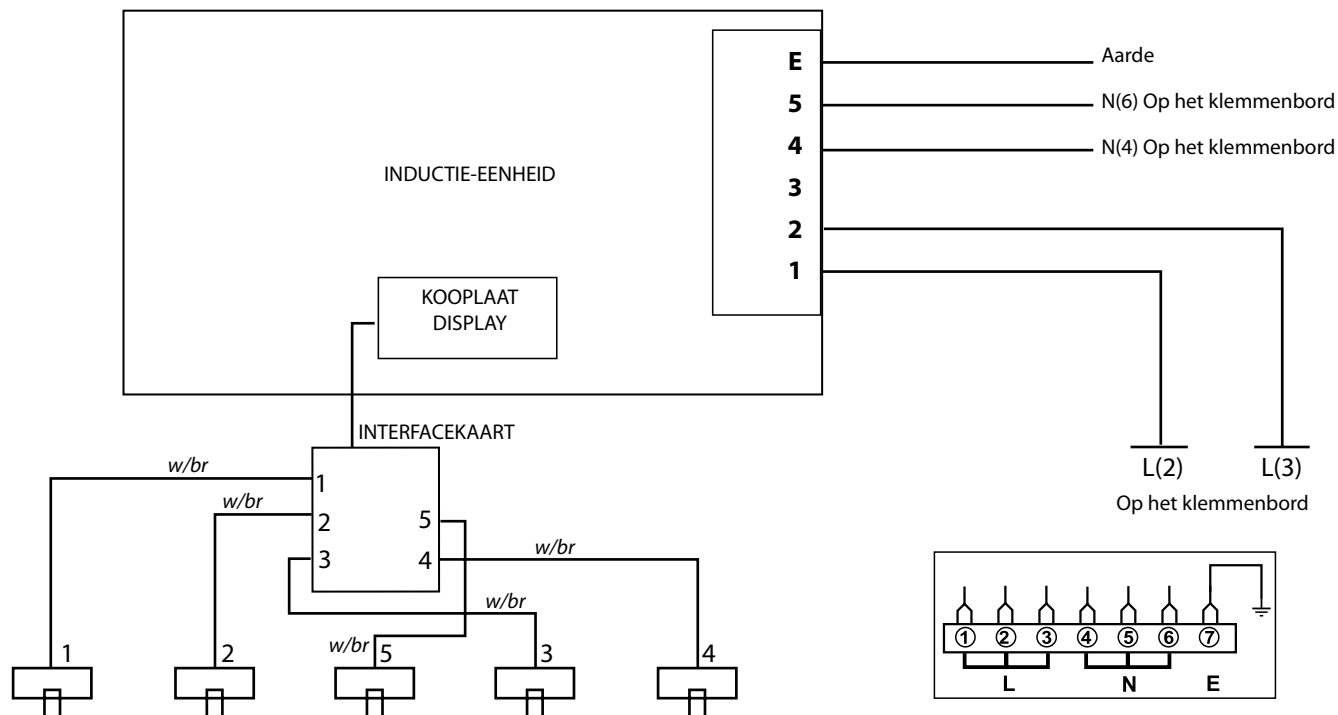 E
Aarde
5
N(6) Op het klemmenbord
4
N(4) Op het klemmenbord
INDUCTIE-EENHEID
3
2
1
KOOPLAAT
DISPLAY
INTERFACEKAART
L(2)
L(3)
Op het klemmenbord
w/br
1
w/br
2
5
3
4
w/br
w/br
w/br
1
2
5
3
4
1 2 3 4 5 6 7
L N E